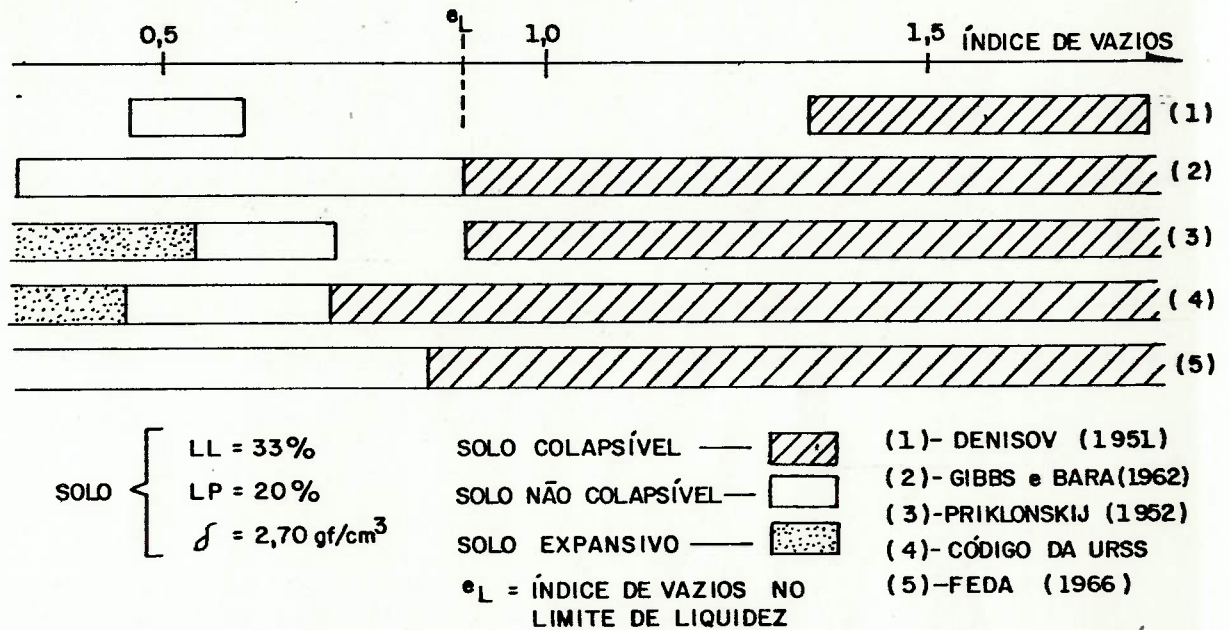 eL
0,5 1,0 1,5 ÍNDICE DE VAZIOS
(1)
(2)
(3)
(4)
(5)
SOLO
LL = 33%
LP = 20%
δ = 2,70 gf/cm³
SOLO COLAPSÍVEL
SOLO NÃO COLAPSÍVEL
SOLO EXPANSIVO
eL = ÍNDICE DE VAZIOS NO
LIMITE DE LIQUIDEZ
(1)- DENISOV (1951)
(2)- GIBBS e BARA(1962)
(3)-PRIKLONSKIJ (1952)
(4)- CÓDIGO DA URSS
(5)-FEDA (1966)